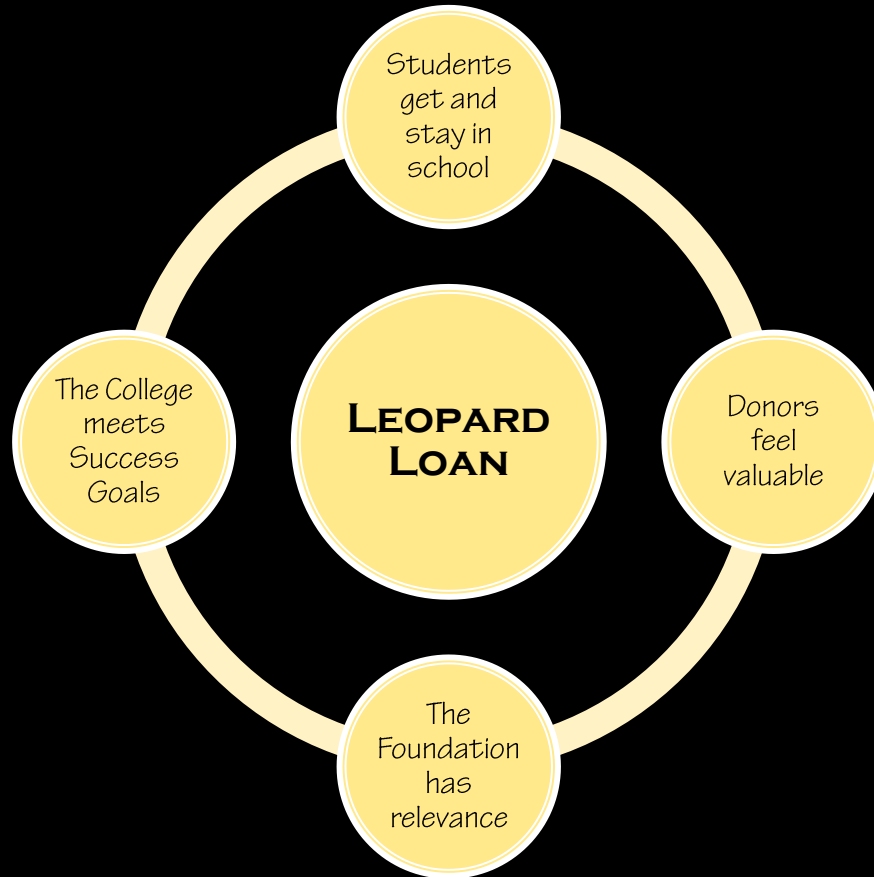 Students
get and
stay in
school
The College
meets
Success
Goals
Leopard
Loan
Donors
feel
valuable
The
Foundation
has
relevance